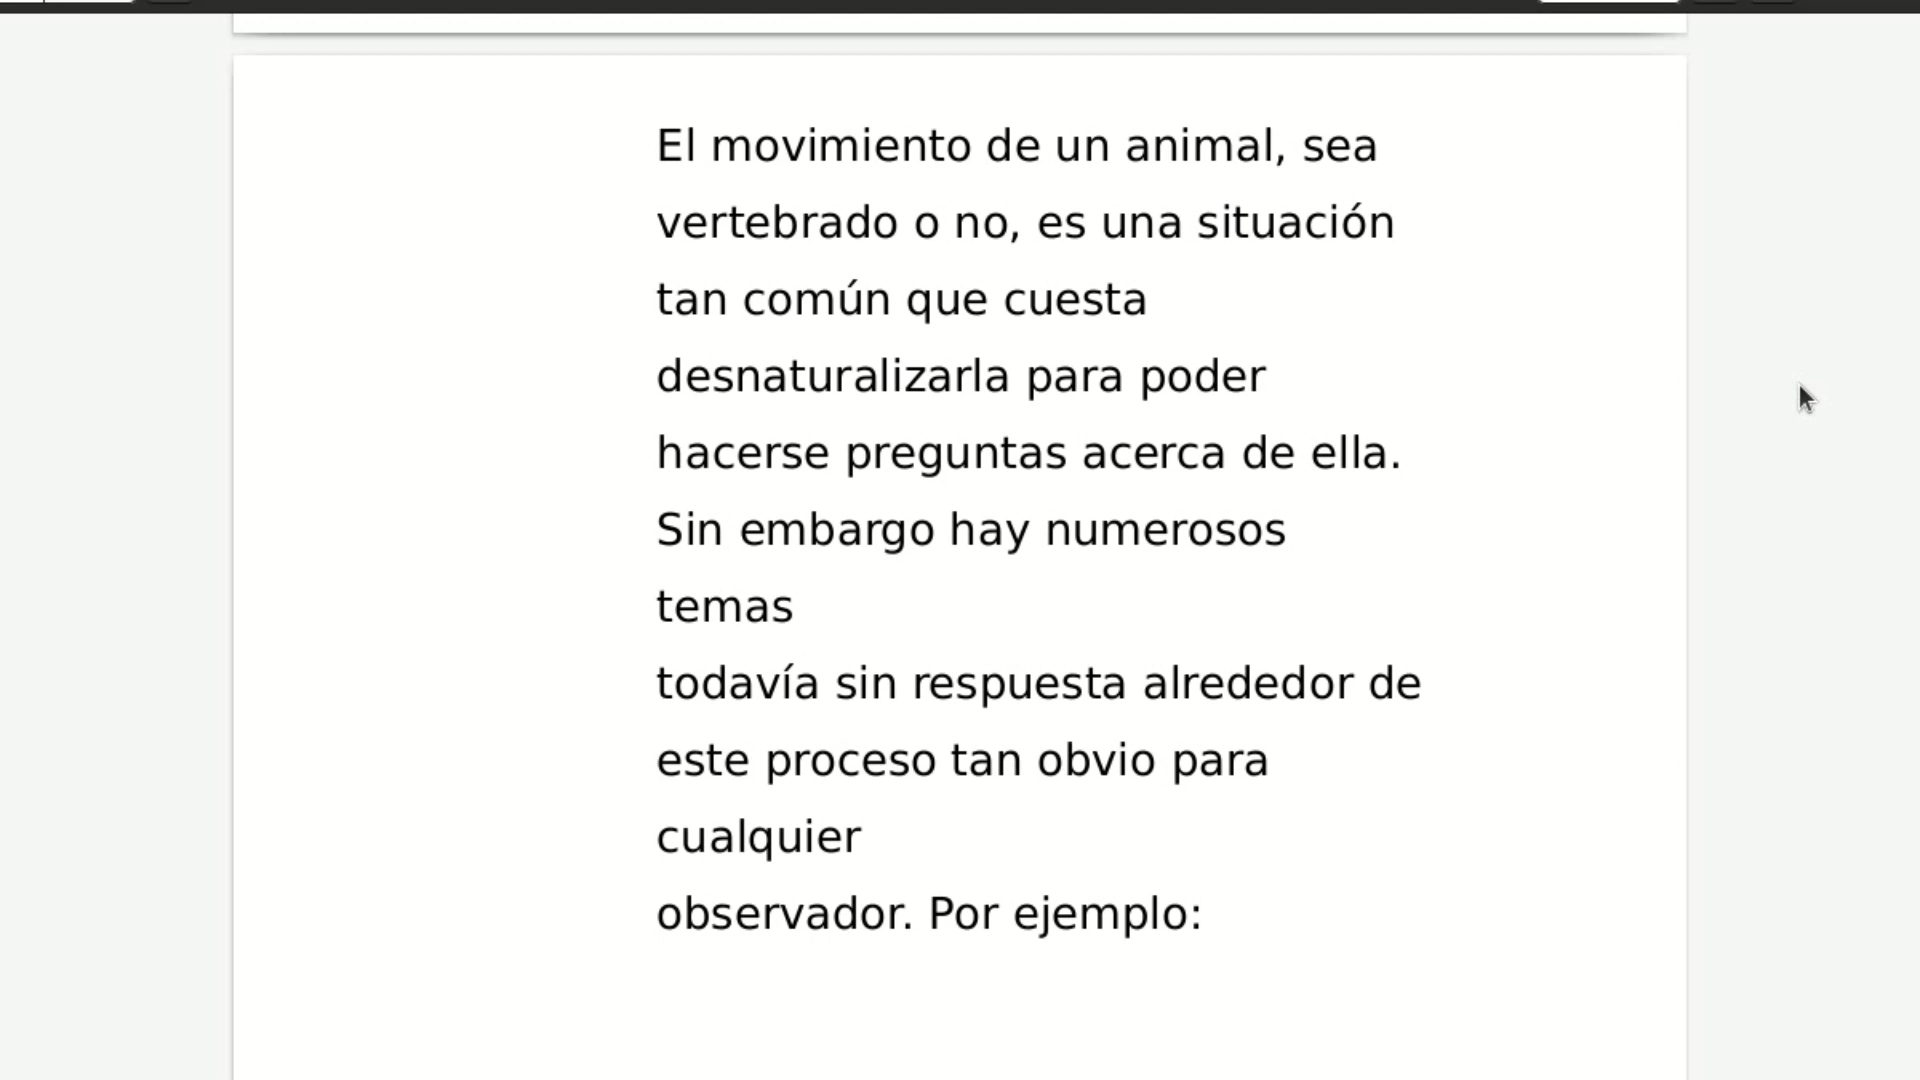 El movimiento de un animal, sea
vertebrado o no, es una situación
tan común que cuesta
desnaturalizarla para poder
hacerse preguntas acerca de ella.
Sin embargo hay numerosos
temas
todavía sin respuesta alrededor de
este proceso tan obvio para
cualquier
observador. Por ejemplo: